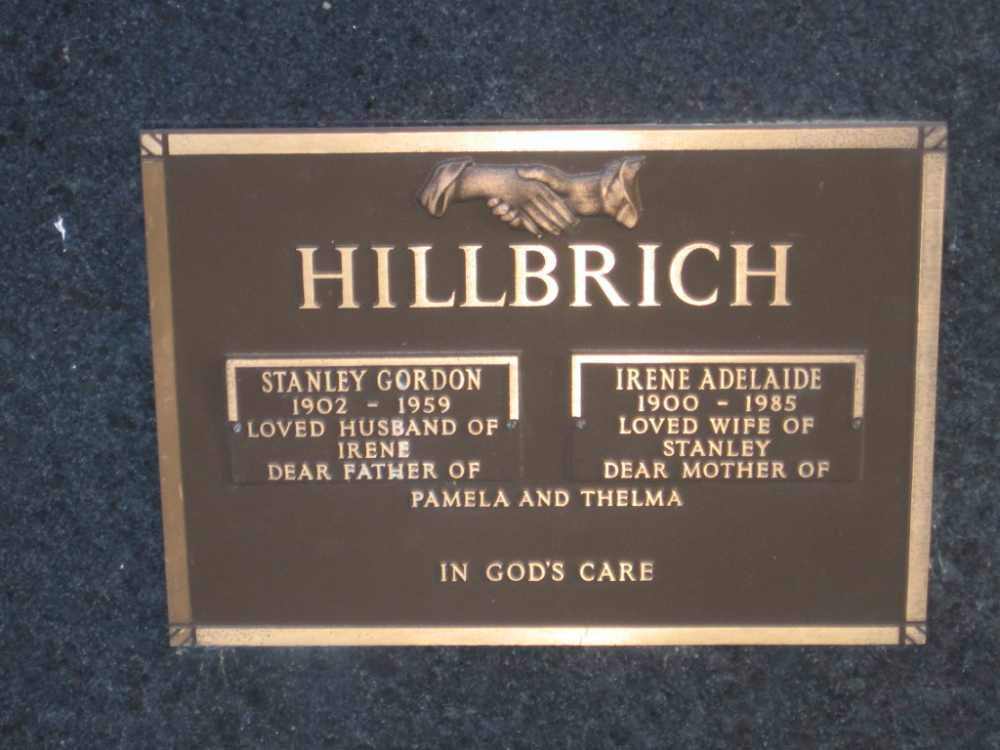 HILLBRICH
STANLEY GORDON
1902 - 1959
LOVED HUSBAND OF
IRENE
DEAR FATHER OF
IRENE ADELAIDE
1900 - 1985
LOVED WIFE OF
STANLEY
DEAR MOTHER OF
PAMELA AND THELMA
IN GOD'S CARE